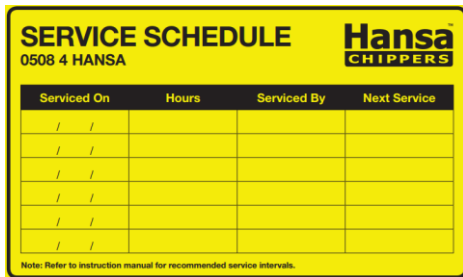 SERVICE SCHEDULE
0508 4 HANSA
Hansa™
CHIPPERS
Serviced On Hours Serviced By Next Service
/ /
/ /
/ /
/ /
/ /
/ /
Note: Refer to instruction manual for recommended service intervals.